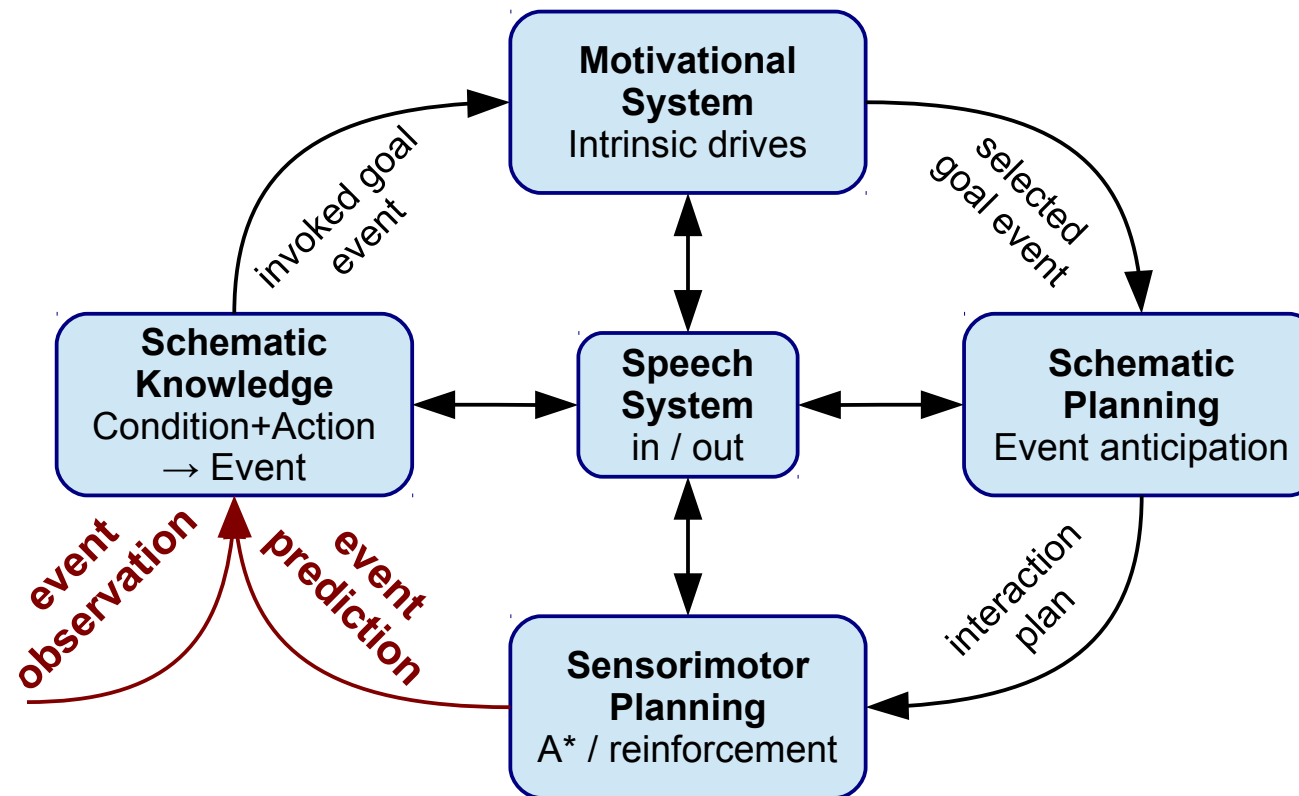 Motivational
System
Intrinsic drives
invoked goal
event
selected
goal event
Schematic
Knowledge
Condition+Action
→ Event
Speech
System
in / out
Schematic
Planning
Event anticipation
event
observation
event
prediction
interaction
plan
Sensorimotor
Planning
A* / reinforcement